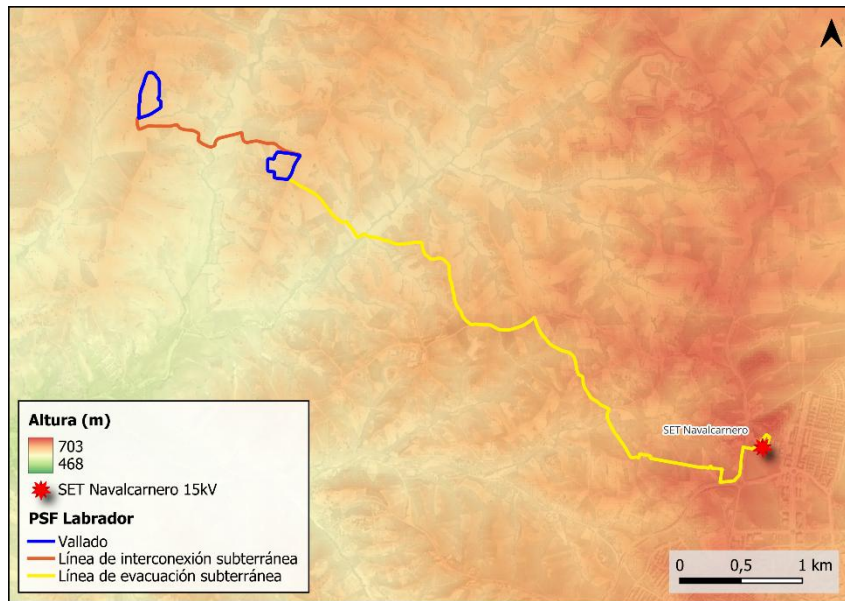 SET Navalcarnero
Altura (m)
703
468
SET Navalcarnero 15kV
PSF Labrador
Vallado
Línea de interconexión subterránea
Línea de evacuación subterránea
0 0,5 1 km